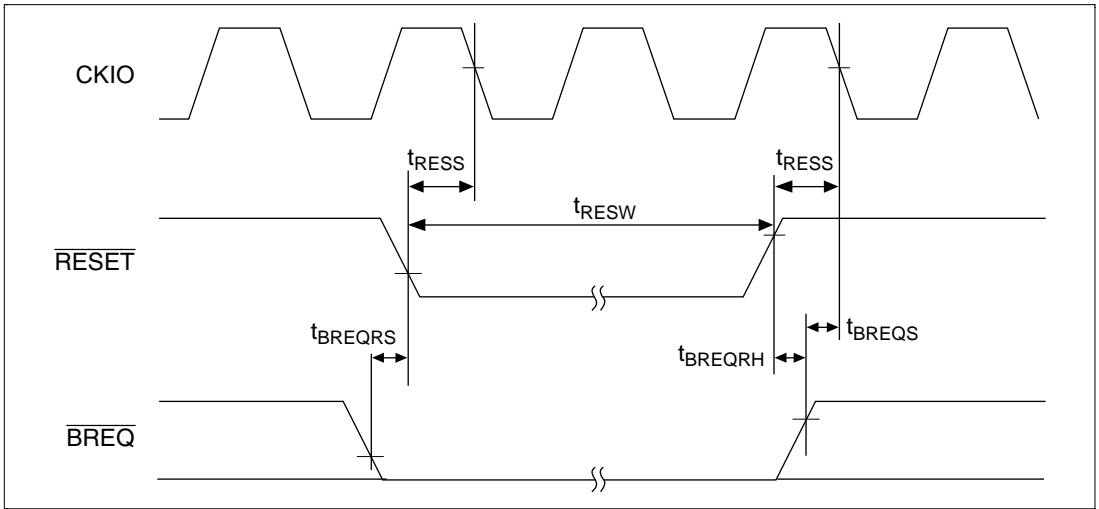 CKIO
tRESS
tRESS
tRESW
RESET
tBREQRS
tBREQRH
tBREQS
BREQ